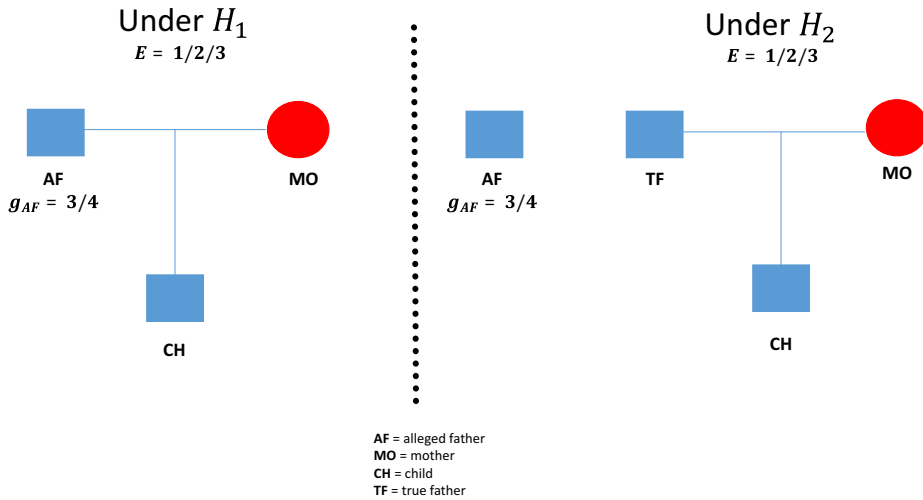 Under H₁
E = 1/2/3
AF
g_AF = 3/4
MO
CH
Under H₂
E = 1/2/3
AF
g_AF = 3/4
TF
MO
CH
AF = alleged father
MO = mother
CH = child
TF = true father